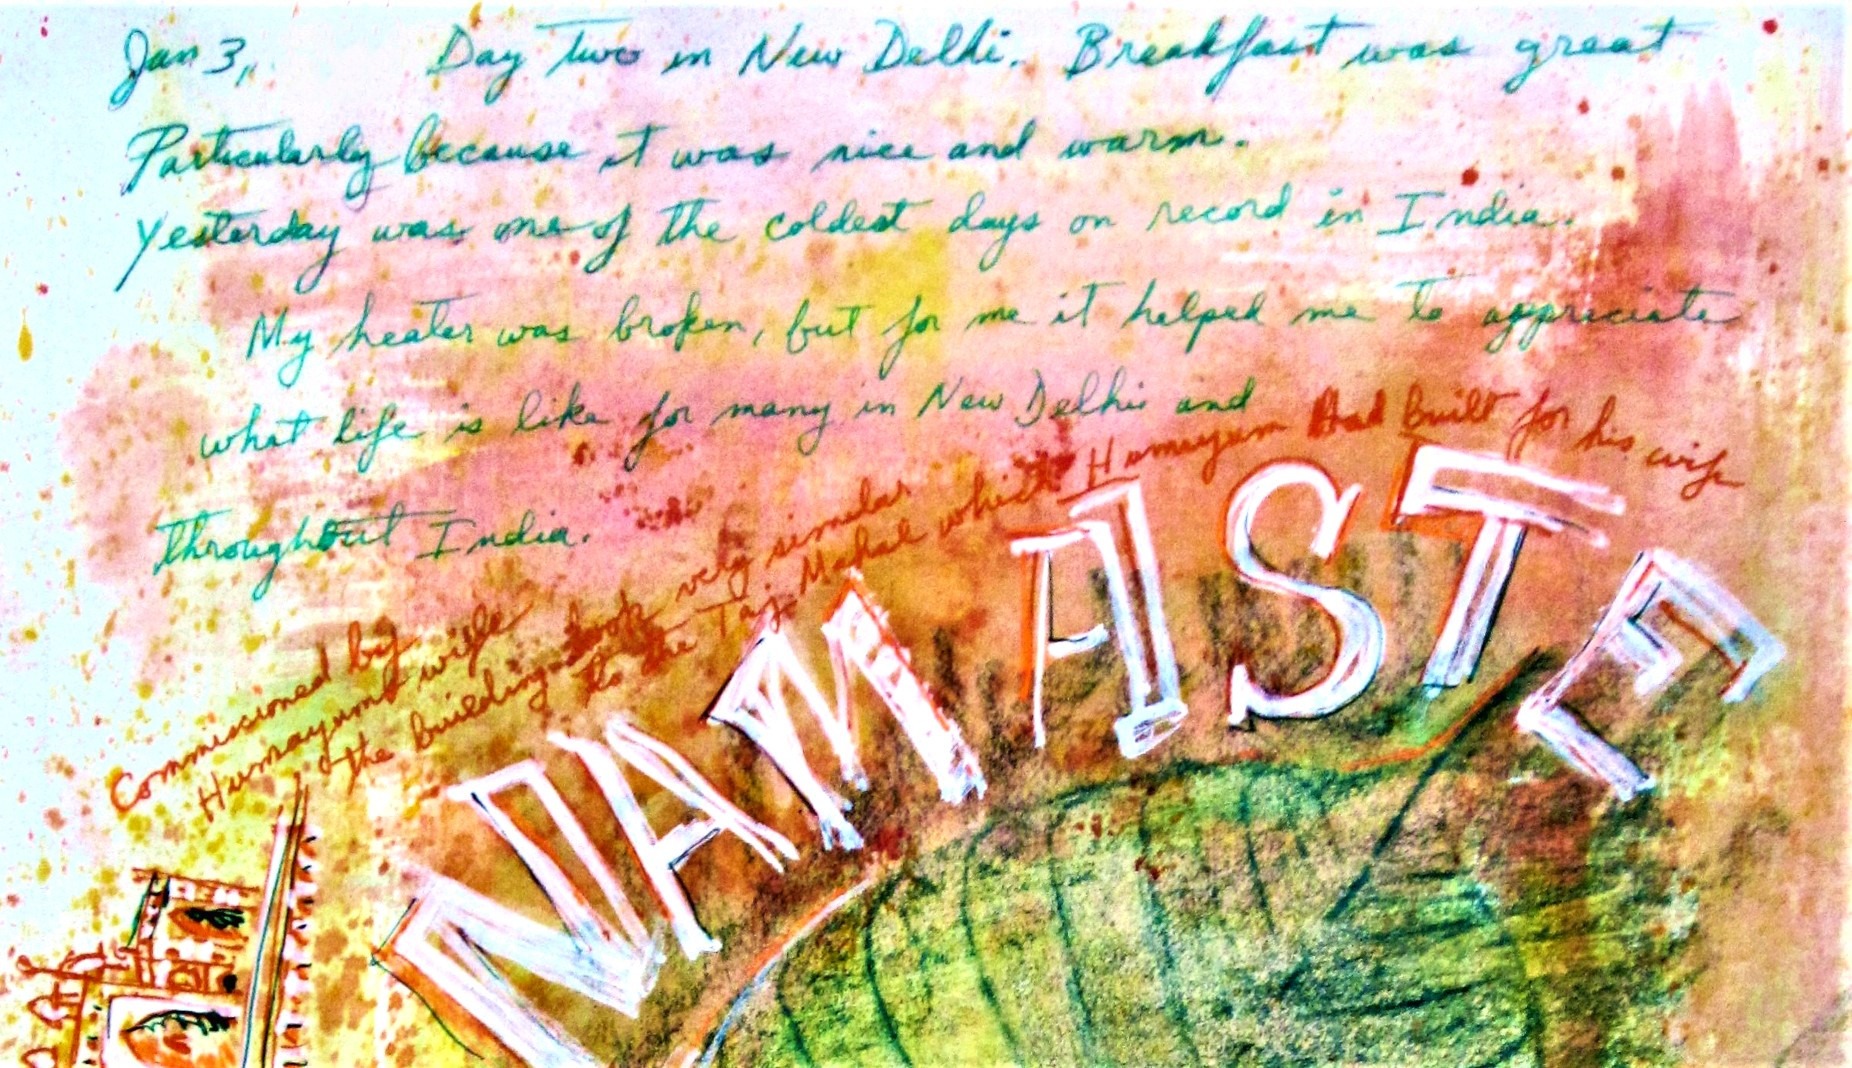 Jan 3, Day Two in New Delhi. Breakfast was great
Particularly because it was nice and warm.
Yesterday was one of the coldest days on record in India.
My heater was broken, but for me it helped me to appreciate
what life is like for many in New Delhi and
throughout India.
Commissioned by
Humayums wife
the building look very similar
to the Taj Mahal which Humayum Had built for his wife
NAMASTE